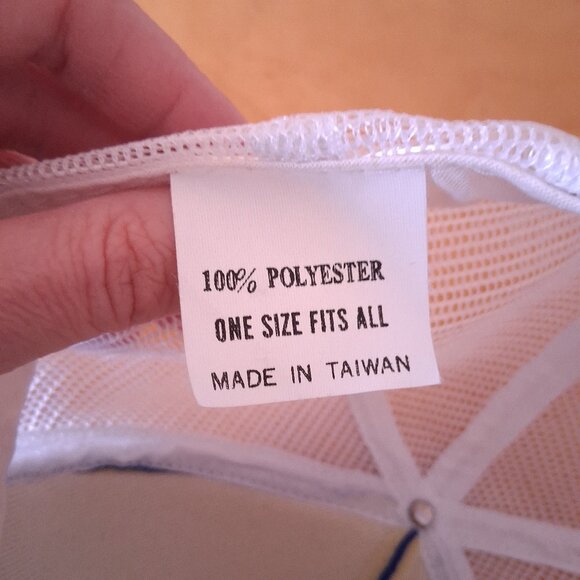 100% POLYESTER
ONE SIZE FITS ALL
MADE IN TAIWAN